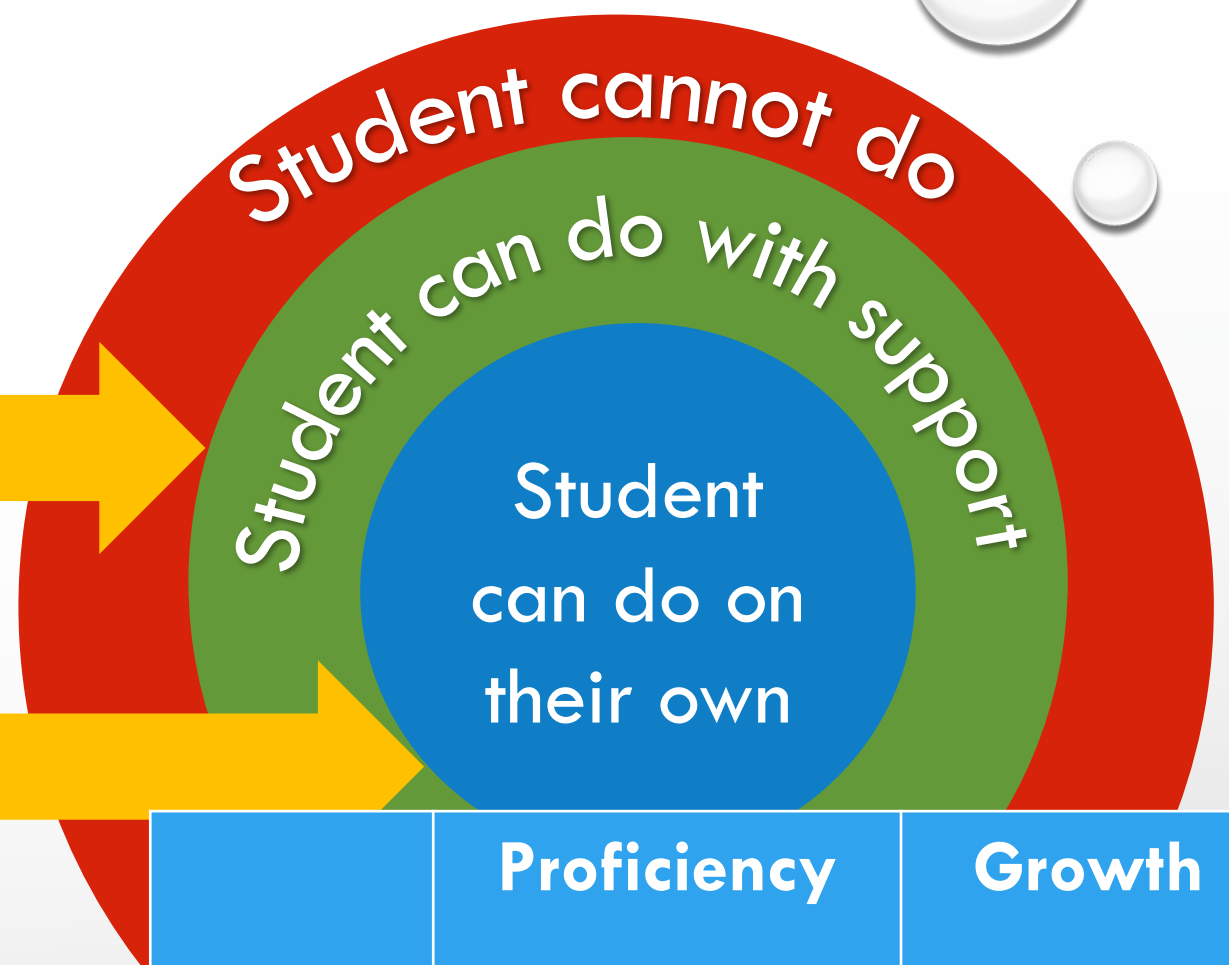 Student cannot do
Student can do with support
Student
can do on
their own
Proficiency
Growth